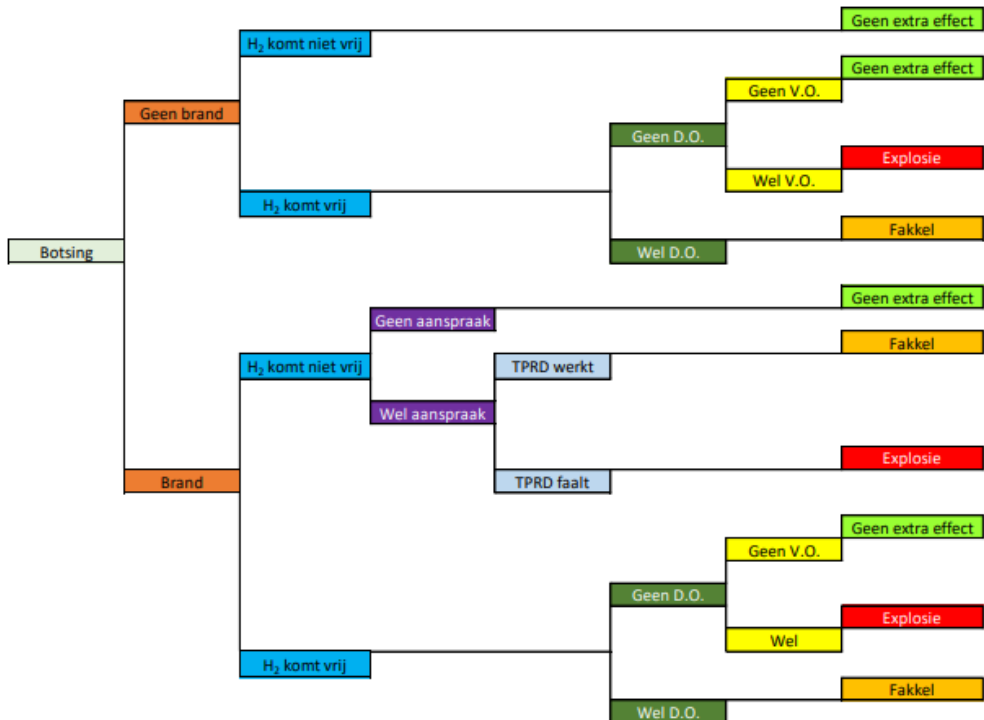 Geen extra effect
H₂ komt niet vrij
Geen extra effect
Geen V.O.
Geen brand
Geen D.O.
Explosie
Wel V.O.
H₂ komt vrij
Fakkel
Botsing
Wel D.O.
Geen extra effect
Geen aanspraak
Fakkel
H₂ komt niet vrij
TPRD werkt
Wel aanspraak
Explosie
Brand
TPRD faalt
Geen extra effect
Geen V.O.
Geen D.O.
Explosie
Wel
H₂ komt vrij
Fakkel
Wel D.O.